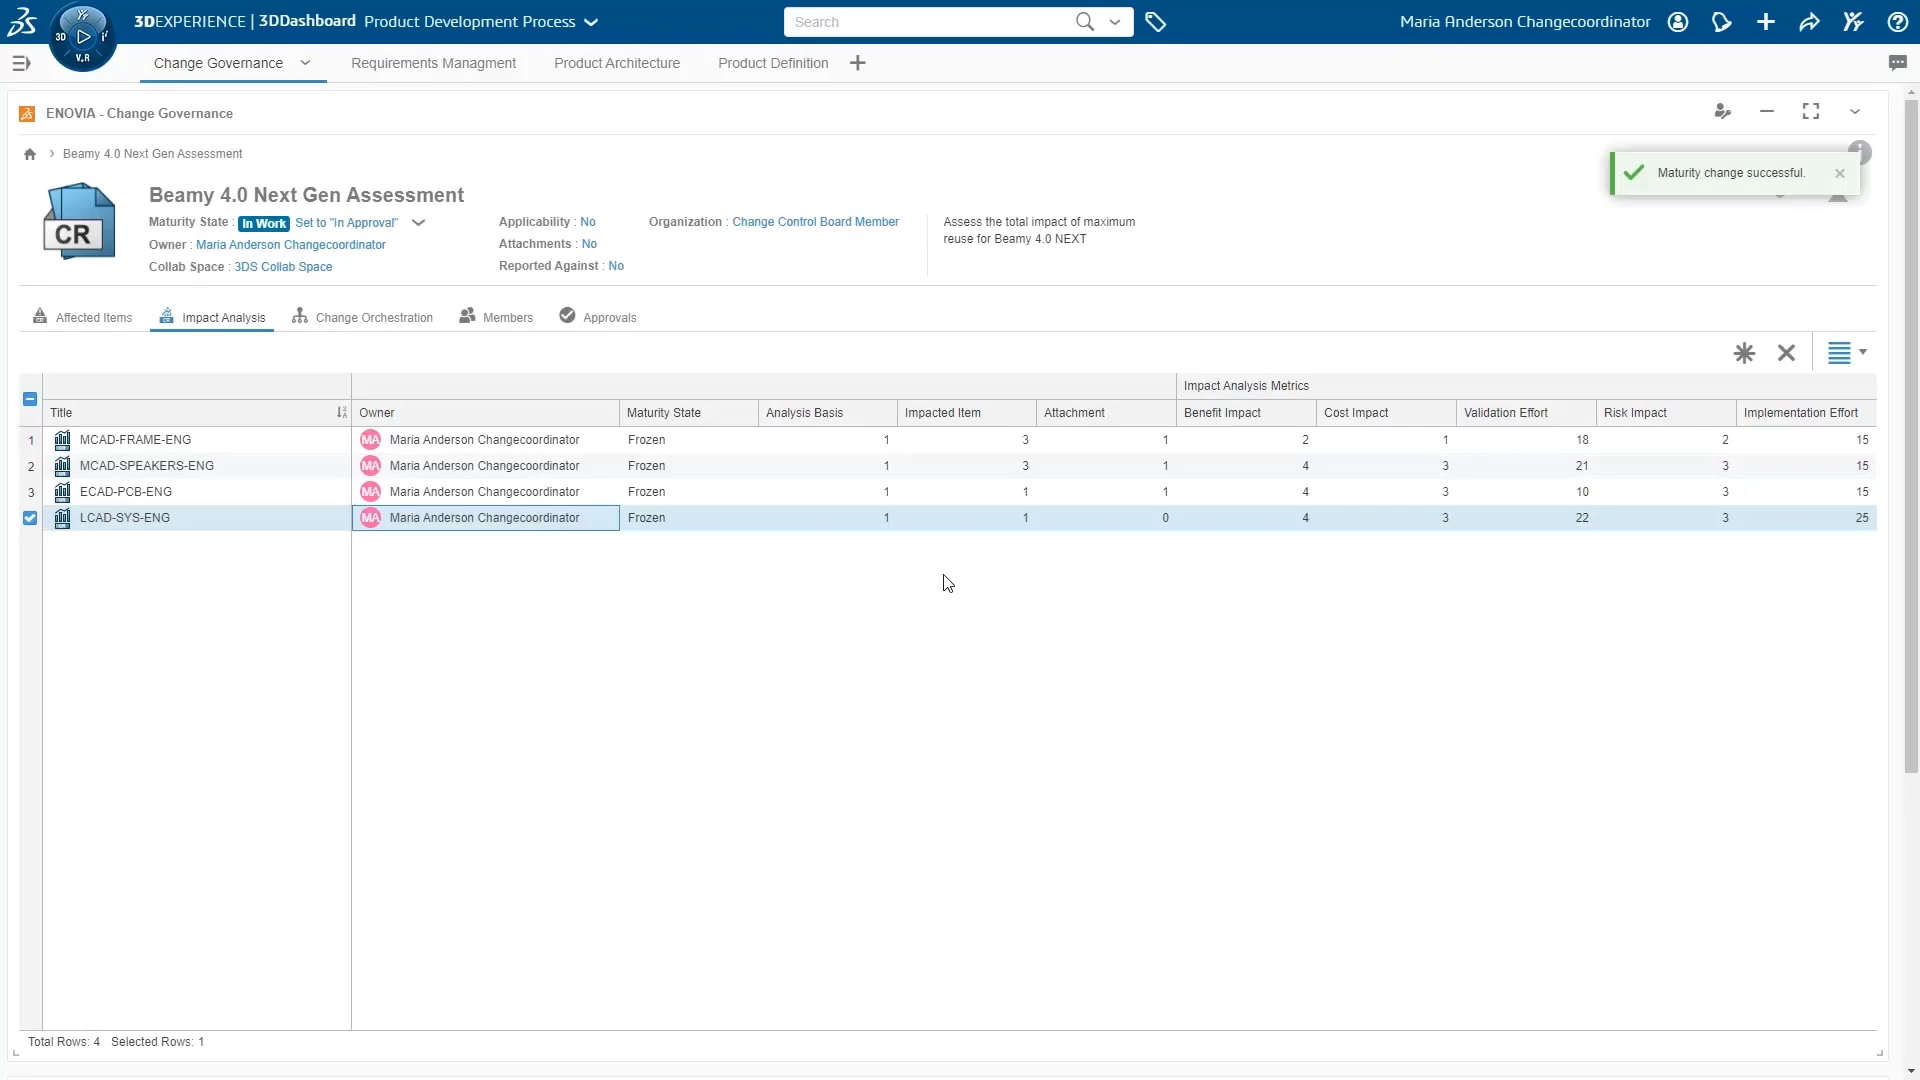 3DEXPERIENCE | 3DDashboard Product Development Process
Search
Maria Anderson Changecoordinator
3D
V.R
Change Governance
Requirements Managment
Product Architecture
Product Definition
ENOVIA - Change Governance
Beamy 4.0 Next Gen Assessment
Maturity change successful.
CR
Beamy 4.0 Next Gen Assessment
Maturity State : In Work Set to "In Approval"
Owner : Maria Anderson Changecoordinator
Collab Space : 3DS Collab Space
Applicability : No
Attachments : No
Reported Against : No
Organization : Change Control Board Member
Assess the total impact of maximum
reuse for Beamy 4.0 NEXT
Affected Items Impact Analysis Change Orchestration Members Approvals
Impact Analysis Metrics
Title Owner Maturity State Analysis Basis Impacted Item Attachment Benefit Impact Cost Impact Validation Effort Risk Impact Implementation Effort
1 MCAD-FRAME-ENG MA Maria Anderson Changecoordinator Frozen 1 3 1 2 1 18 2 15
2 MCAD-SPEAKERS-ENG MA Maria Anderson Changecoordinator Frozen 1 3 1 4 3 21 3 15
3 ECAD-PCB-ENG MA Maria Anderson Changecoordinator Frozen 1 1 1 4 3 10 3 15
LCAD-SYS-ENG MA Maria Anderson Changecoordinator Frozen 1 1 0 4 3 22 3 25
Total Rows: 4 Selected Rows: 1